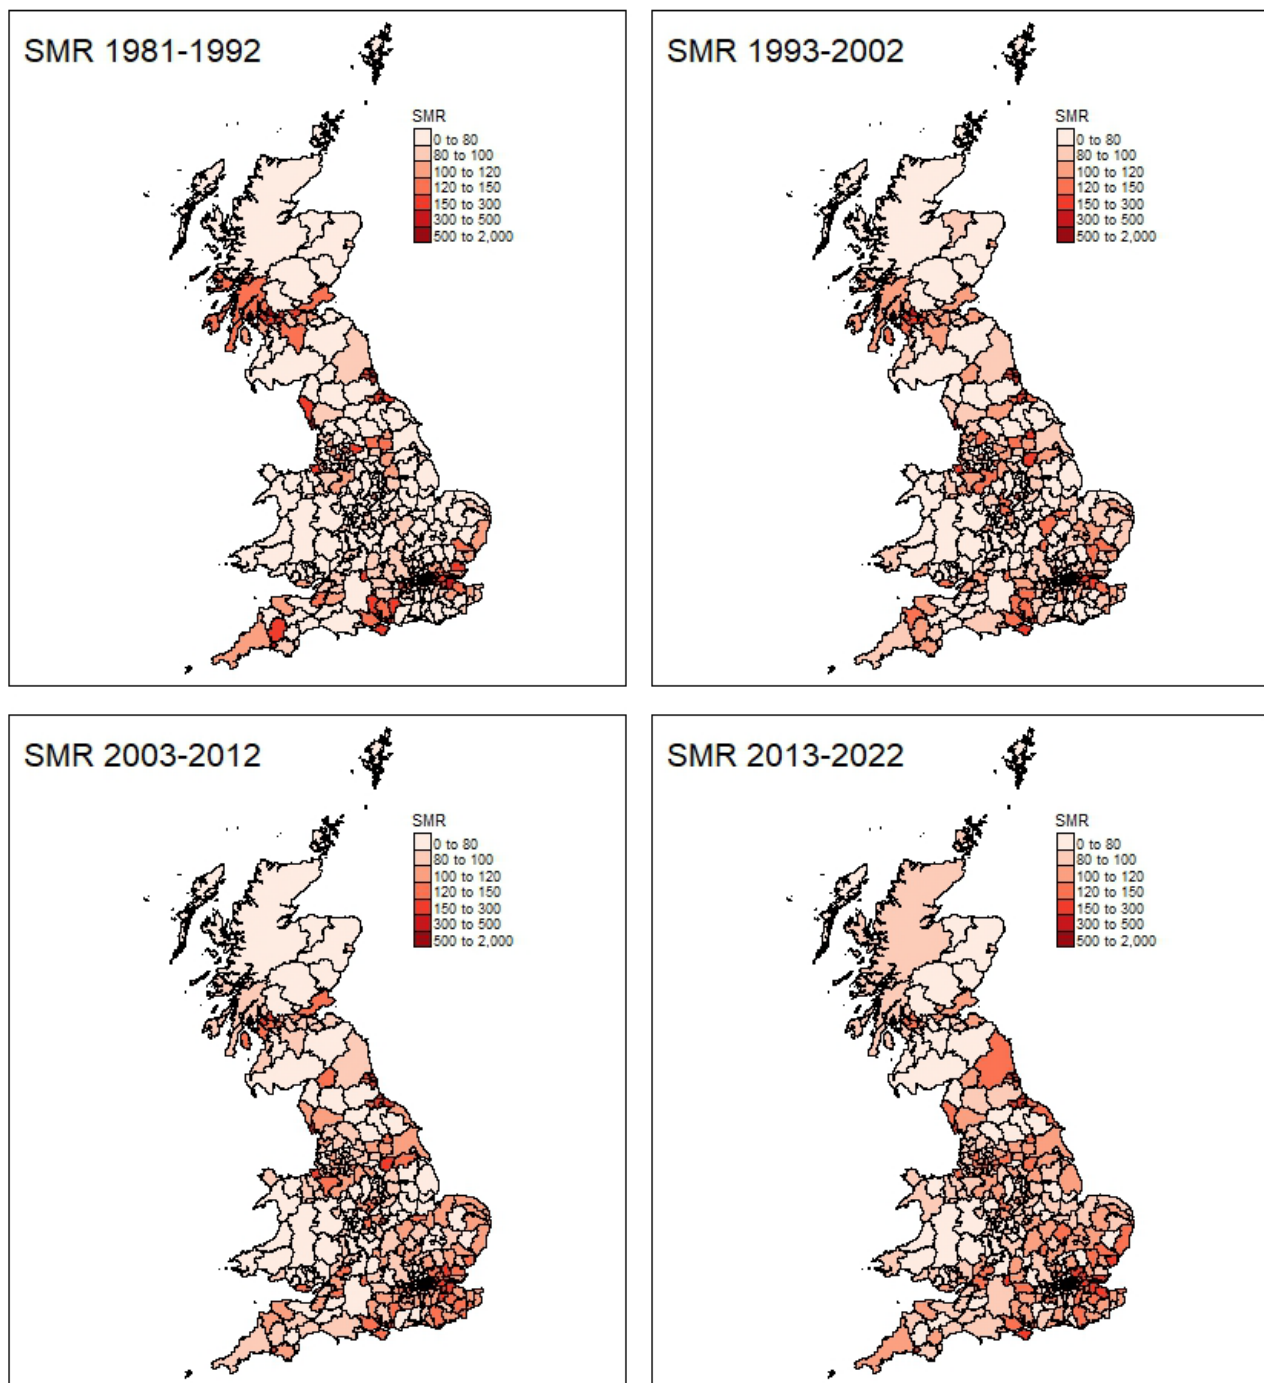 SMR 1981-1992
SMR
0 to 80
80 to 100
100 to 120
120 to 150
150 to 300
300 to 500
500 to 2,000
SMR 1993-2002
SMR
0 to 80
80 to 100
100 to 120
120 to 150
150 to 300
300 to 500
500 to 2,000
SMR 2003-2012
SMR
0 to 80
80 to 100
100 to 120
120 to 150
150 to 300
300 to 500
500 to 2,000
SMR 2013-2022
SMR
0 to 80
80 to 100
100 to 120
120 to 150
150 to 300
300 to 500
500 to 2,000